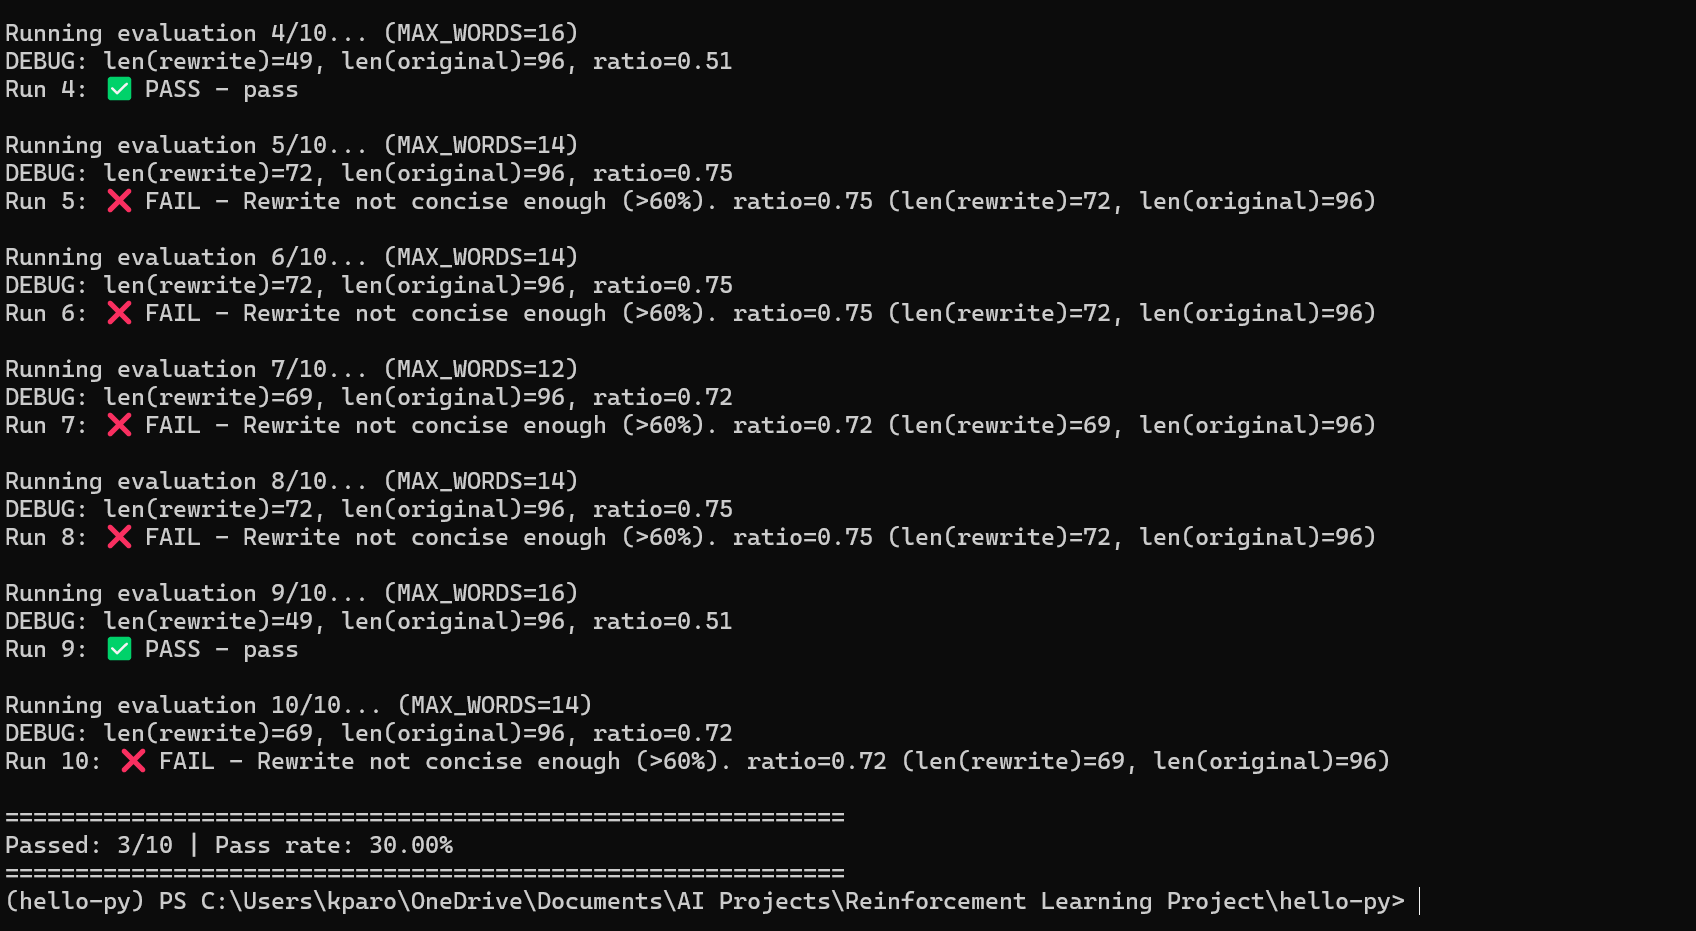 Running evaluation 4/10... (MAX_WORDS=16)
DEBUG: len(rewrite)=49, len(original)=96, ratio=0.51
Run 4: ✅ PASS - pass
Running evaluation 5/10... (MAX_WORDS=14)
DEBUG: len(rewrite)=72, len(original)=96, ratio=0.75
Run 5: ❌ FAIL - Rewrite not concise enough (>60%). ratio=0.75 (len(rewrite)=72, len(original)=96)
Running evaluation 6/10... (MAX_WORDS=14)
DEBUG: len(rewrite)=72, len(original)=96, ratio=0.75
Run 6: ❌ FAIL - Rewrite not concise enough (>60%). ratio=0.75 (len(rewrite)=72, len(original)=96)
Running evaluation 7/10... (MAX_WORDS=12)
DEBUG: len(rewrite)=69, len(original)=96, ratio=0.72
Run 7: ❌ FAIL - Rewrite not concise enough (>60%). ratio=0.72 (len(rewrite)=69, len(original)=96)
Running evaluation 8/10... (MAX_WORDS=14)
DEBUG: len(rewrite)=72, len(original)=96, ratio=0.75
Run 8: ❌ FAIL - Rewrite not concise enough (>60%). ratio=0.75 (len(rewrite)=72, len(original)=96)
Running evaluation 9/10... (MAX_WORDS=16)
DEBUG: len(rewrite)=49, len(original)=96, ratio=0.51
Run 9: ✅ PASS - pass
Running evaluation 10/10... (MAX_WORDS=14)
DEBUG: len(rewrite)=69, len(original)=96, ratio=0.72
Run 10: ❌ FAIL - Rewrite not concise enough (>60%). ratio=0.72 (len(rewrite)=69, len(original)=96)
============================================================
Passed: 3/10 | Pass rate: 30.00%
============================================================
(hello-py) PS C:\Users\kparo\OneDrive\Documents\AI Projects\Reinforcement Learning Project\hello-py>